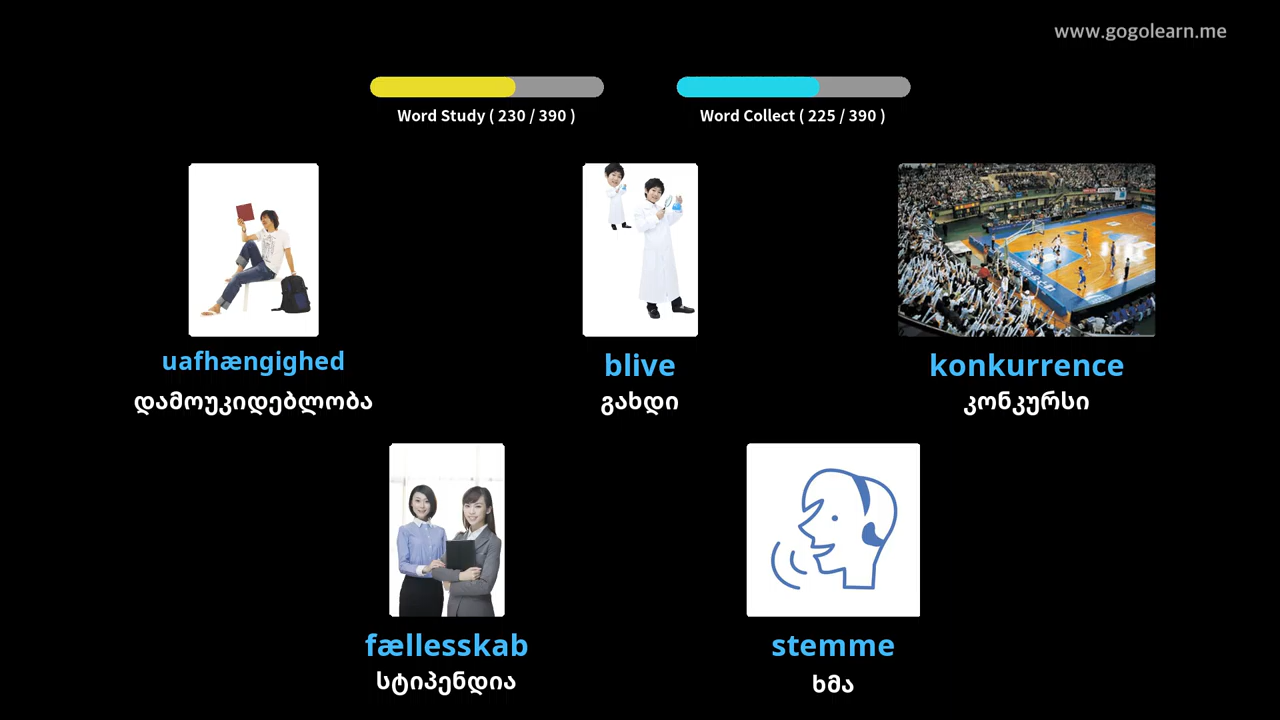 www.gogolearn.me
Word Study ( 230 / 390 )
Word Collect ( 225 / 390 )
uafhængighed
blive
konkurrence
დამოუკიდებლობა
გახდი
კონკურსი
fællesskab
stemme
სტიპენდია
ხმა